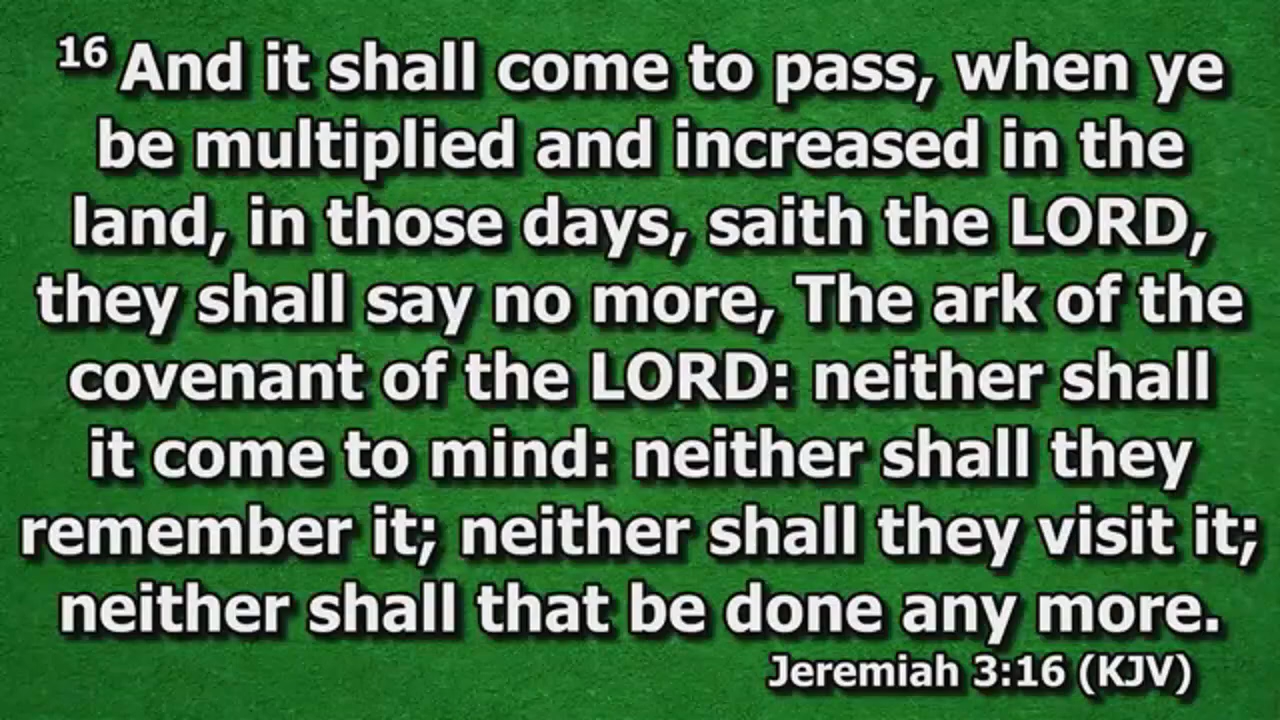 16 And it shall come to pass, when ye
be multiplied and increased in the
land, in those days, saith the LORD,
they shall say no more, The ark of the
covenant of the LORD: neither shall
it come to mind: neither shall they
remember it; neither shall they visit it;
neither shall that be done any more.
Jeremiah 3:16 (KJV)